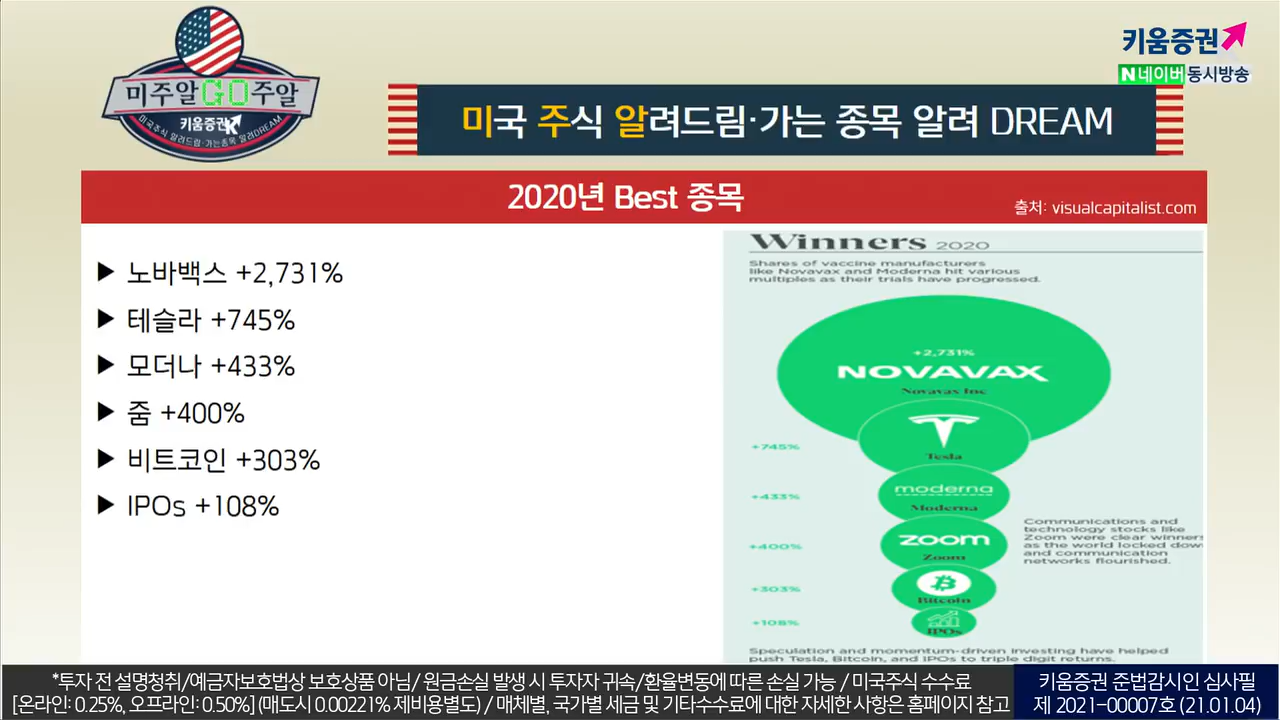 미주알GO주알
키움증권
미국주식 알려드림·가는종목 알려DREAM
키움증권
N 네이버 동시방송
미국 주식 알려드림·가는 종목 알려 DREAM
2020년 Best 종목
출처: visualcapitalist.com
▶ 노바백스 +2,731%
▶ 테슬라 +745%
▶ 모더나 +433%
▶ 줌 +400%
▶ 비트코인 +303%
▶ IPOs +108%
Winners 2020
Shares of vaccine manufacturers
like Novavax and Moderna hit various
multiples as their trials have progressed.
+2,731%
NOVAVAX
Novavax Inc
+745%
Tesla
+433%
moderna
Moderna
+400%
zoom
Zoom
Communications and
technology stocks like
Zoom were clear winners
as the world locked dow
and communication
networks flourished.
+303%
Bitcoin
+108%
IPOs
Speculation and momentum-driven investing have helped
push Tesla, Bitcoin, and IPOs to triple digit returns.
*투자 전 설명청취/예금자보호법상 보호상품 아님/ 원금손실 발생 시 투자자 귀속/환율변동에 따른 손실 가능 / 미국주식 수수료
[온라인: 0.25%, 오프라인: 0.50%] (매도시 0.00221% 제비용별도) / 매체별, 국가별 세금 및 기타수수료에 대한 자세한 사항은 홈페이지 참고
키움증권 준법감시인 심사필
제 2021-00007호 (21.01.04)